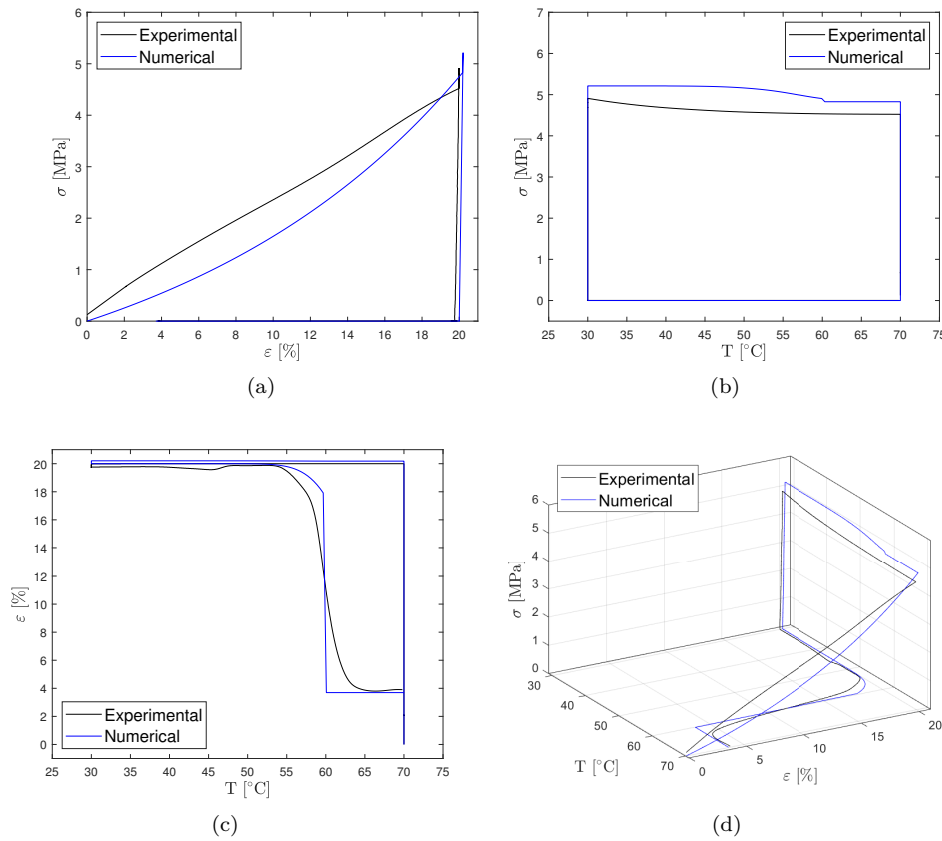 6
5
4
3
2
1
0
σ [MPa]
0 2 4 6 8 10 12 14 16 18 20
ε [%]
Experimental
Numerical
(a)
7
6
5
4
3
2
1
0
σ [MPa]
25 30 35 40 45 50 55 60 65 70 75
T [°C]
Experimental
Numerical
(b)
20
18
16
14
12
10
8
6
4
2
0
ε [%]
25 30 35 40 45 50 55 60 65 70 75
T [°C]
Experimental
Numerical
(c)
Experimental
Numerical
6
5
4
3
2
1
0
σ [MPa]
30
40
50
60
70
T [°C]
0 5 10 15 20
ε [%]
(d)